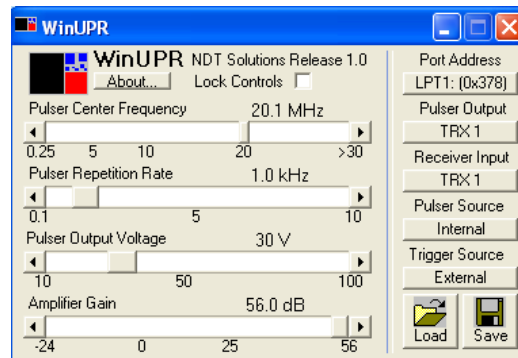 WinUPR
WinUPR NDT Solutions Release 1.0
About... Lock Controls
Pulser Center Frequency 20.1 MHz
0.25 5 10 20 >30
Pulser Repetition Rate 1.0 kHz
0.1 5 10
Pulser Output Voltage 30 V
10 50 100
Amplifier Gain 56.0 dB
-24 0 25 56
Port Address
LPT1: (0x378)
Pulser Output
TRX 1
Receiver Input
TRX 1
Pulser Source
Internal
Trigger Source
External
Load Save